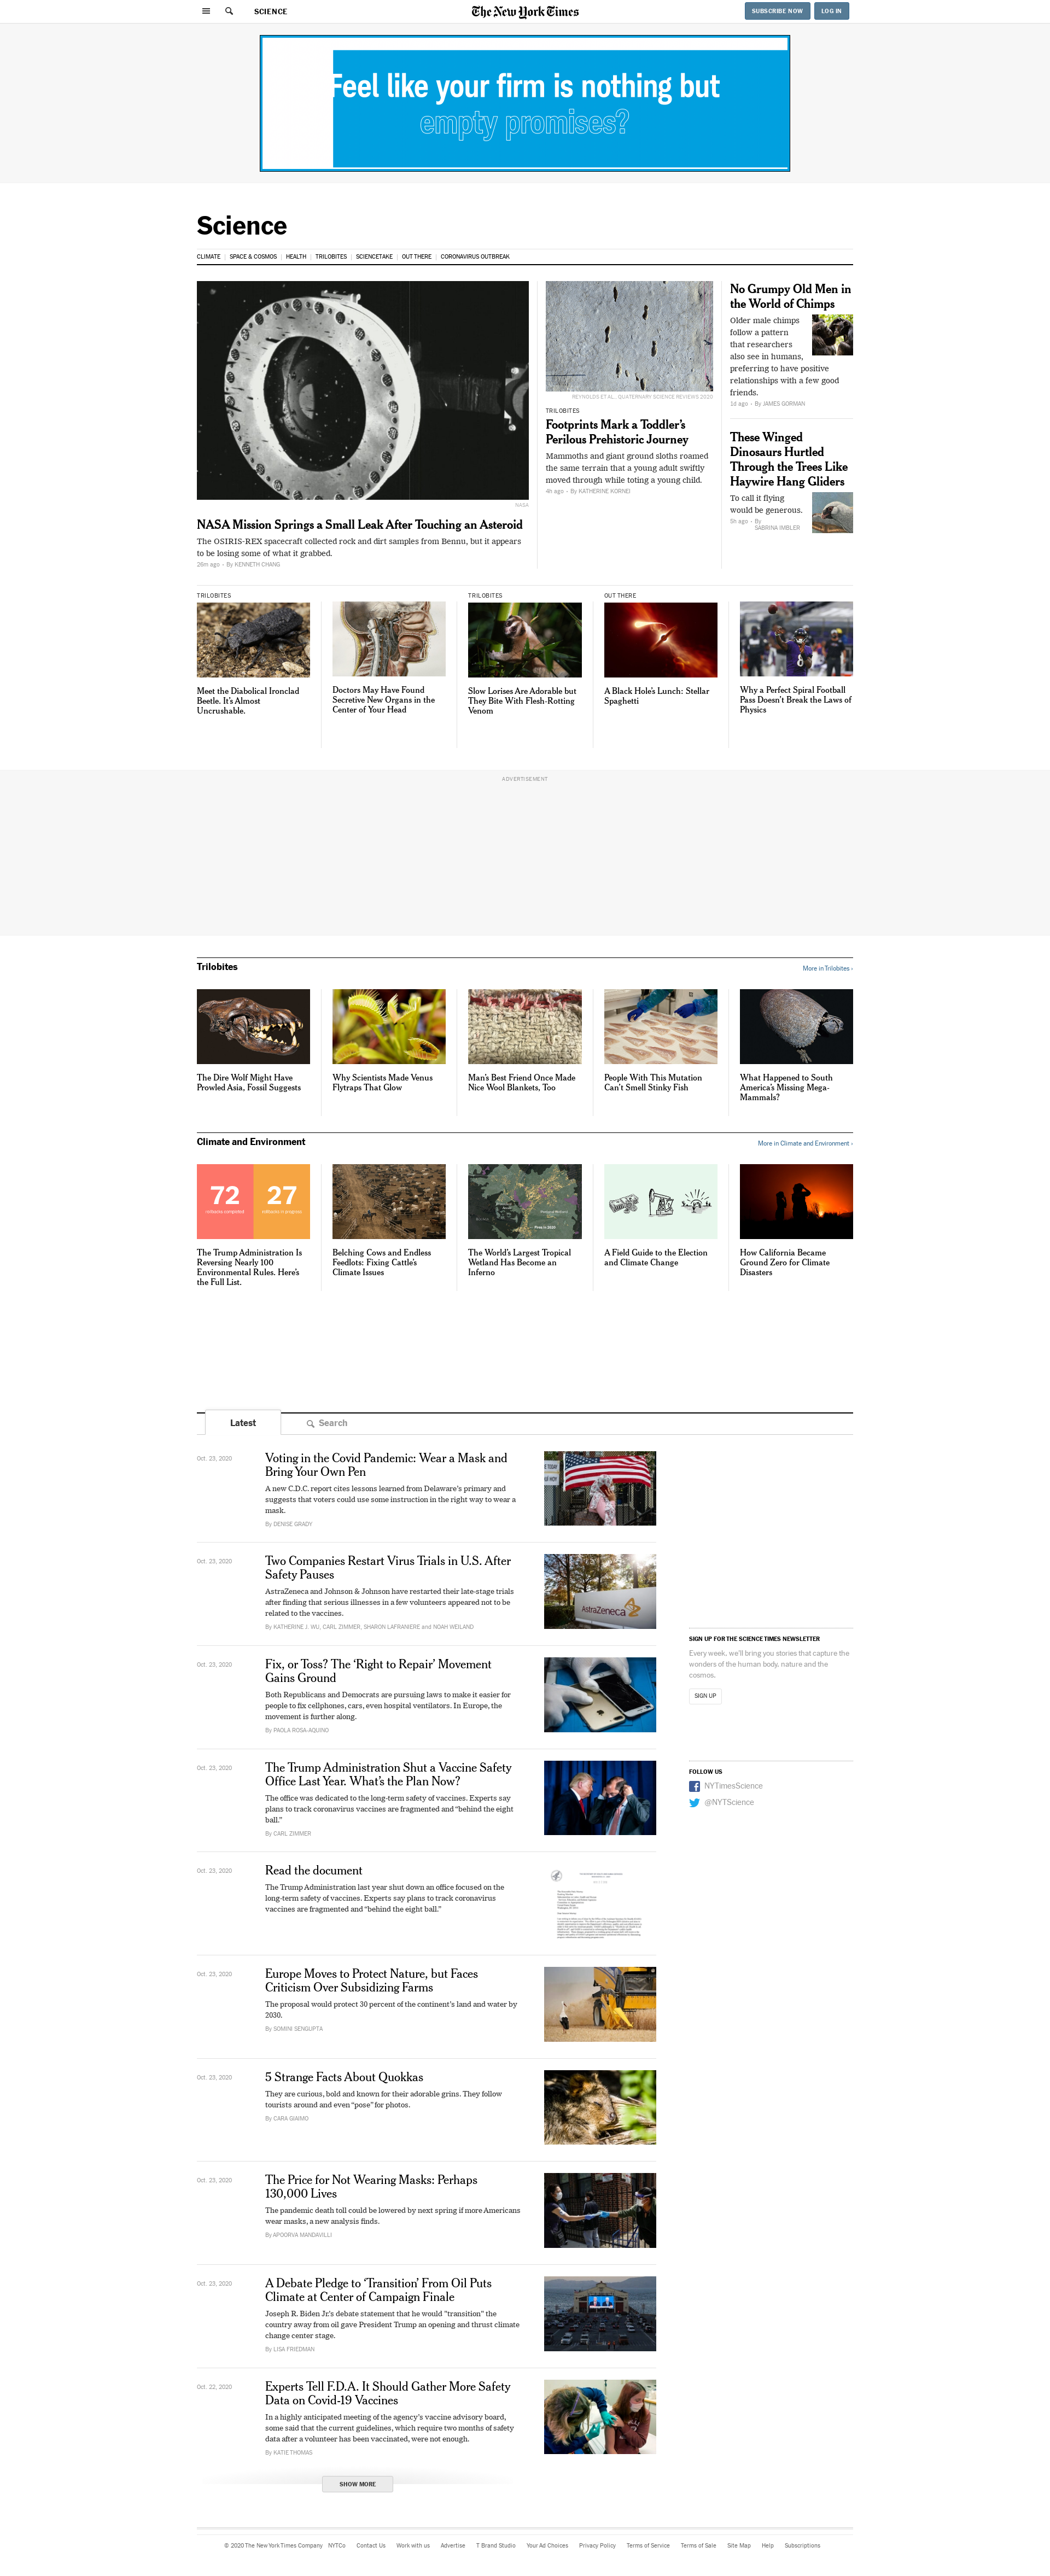 SCIENCE
The New York Times
SUBSCRIBE NOW
LOG IN
Feel like your firm is nothing but
empty promises?
Science
CLIMATE
SPACE & COSMOS
HEALTH
TRILOBITES
SCIENCETAKE
OUT THERE
CORONAVIRUS OUTBREAK
NASA
NASA Mission Springs a Small Leak After Touching an Asteroid
The OSIRIS-REX spacecraft collected rock and dirt samples from Bennu, but it appears
to be losing some of what it grabbed.
26m ago - By KENNETH CHANG
REYNOLDS ET AL., QUATERNARY SCIENCE REVIEWS 2020
TRILOBITES
Footprints Mark a Toddler's
Perilous Prehistoric Journey
Mammoths and giant ground sloths roamed
the same terrain that a young adult swiftly
moved through while toting a young child.
4h ago - By KATHERINE KORNEI
No Grumpy Old Men in
the World of Chimps
Older male chimps
follow a pattern
that researchers
also see in humans,
preferring to have positive
relationships with a few good
friends.
1d ago - By JAMES GORMAN
These Winged
Dinosaurs Hurtled
Through the Trees Like
Haywire Hang Gliders
To call it flying
would be generous.
5h ago - By
SABRINA IMBLER
TRILOBITES
Meet the Diabolical Ironclad
Beetle. It's Almost
Uncrushable.
Doctors May Have Found
Secretive New Organs in the
Center of Your Head
TRILOBITES
Slow Lorises Are Adorable but
They Bite With Flesh-Rotting
Venom
OUT THERE
A Black Hole's Lunch: Stellar
Spaghetti
Why a Perfect Spiral Football
Pass Doesn't Break the Laws of
Physics
ADVERTISEMENT
Trilobites
More in Trilobites ›
The Dire Wolf Might Have
Prowled Asia, Fossil Suggests
Why Scientists Made Venus
Flytraps That Glow
Man's Best Friend Once Made
Nice Wool Blankets, Too
People With This Mutation
Can't Smell Stinky Fish
What Happened to South
America's Missing Mega-
Mammals?
Climate and Environment
More in Climate and Environment ›
72
rollbacks completed
27
rollbacks in progress
The Trump Administration Is
Reversing Nearly 100
Environmental Rules. Here's
the Full List.
Belching Cows and Endless
Feedlots: Fixing Cattle's
Climate Issues
Fires in 2020
The World's Largest Tropical
Wetland Has Become an
Inferno
A Field Guide to the Election
and Climate Change
How California Became
Ground Zero for Climate
Disasters
Latest
Search
Oct. 23, 2020
Voting in the Covid Pandemic: Wear a Mask and
Bring Your Own Pen
A new C.D.C. report cites lessons learned from Delaware's primary and
suggests that voters could use some instruction in the right way to wear a
mask.
By DENISE GRADY
Oct. 23, 2020
Two Companies Restart Virus Trials in U.S. After
Safety Pauses
AstraZeneca and Johnson & Johnson have restarted their late-stage trials
after finding that serious illnesses in a few volunteers appeared not to be
related to the vaccines.
By KATHERINE J. WU, CARL ZIMMER, SHARON LAFRANIERE and NOAH WEILAND
AstraZeneca
Oct. 23, 2020
Fix, or Toss? The 'Right to Repair' Movement
Gains Ground
Both Republicans and Democrats are pursuing laws to make it easier for
people to fix cellphones, cars, even hospital ventilators. In Europe, the
movement is further along.
By PAOLA ROSA-AQUINO
Oct. 23, 2020
The Trump Administration Shut a Vaccine Safety
Office Last Year. What's the Plan Now?
The office was dedicated to the long-term safety of vaccines. Experts say
plans to track coronavirus vaccines are fragmented and "behind the eight
ball."
By CARL ZIMMER
Oct. 23, 2020
Read the document
The Trump Administration last year shut down an office focused on the
long-term safety of vaccines. Experts say plans to track coronavirus
vaccines are fragmented and "behind the eight ball."
Oct. 23, 2020
Europe Moves to Protect Nature, but Faces
Criticism Over Subsidizing Farms
The proposal would protect 30 percent of the continent's land and water by
2030.
By SOMINI SENGUPTA
Oct. 23, 2020
5 Strange Facts About Quokkas
They are curious, bold and known for their adorable grins. They follow
tourists around and even "pose" for photos.
By CARA GIAIMO
Oct. 23, 2020
The Price for Not Wearing Masks: Perhaps
130,000 Lives
The pandemic death toll could be lowered by next spring if more Americans
wear masks, a new analysis finds.
By APOORVA MANDAVILLI
Oct. 23, 2020
A Debate Pledge to 'Transition' From Oil Puts
Climate at Center of Campaign Finale
Joseph R. Biden Jr.'s debate statement that he would "transition" the
country away from oil gave President Trump an opening and thrust climate
change center stage.
By LISA FRIEDMAN
Oct. 22, 2020
Experts Tell F.D.A. It Should Gather More Safety
Data on Covid-19 Vaccines
In a highly anticipated meeting of the agency's vaccine advisory board,
some said that the current guidelines, which require two months of safety
data after a volunteer has been vaccinated, were not enough.
By KATIE THOMAS
SHOW MORE
SIGN UP FOR THE SCIENCE TIMES NEWSLETTER
Every week, we'll bring you stories that capture the
wonders of the human body, nature and the
cosmos.
SIGN UP
FOLLOW US
NYTimesScience
@NYTScience
© 2020 The New York Times Company
NYTCo
Contact Us
Work with us
Advertise
T Brand Studio
Your Ad Choices
Privacy Policy
Terms of Service
Terms of Sale
Site Map
Help
Subscriptions